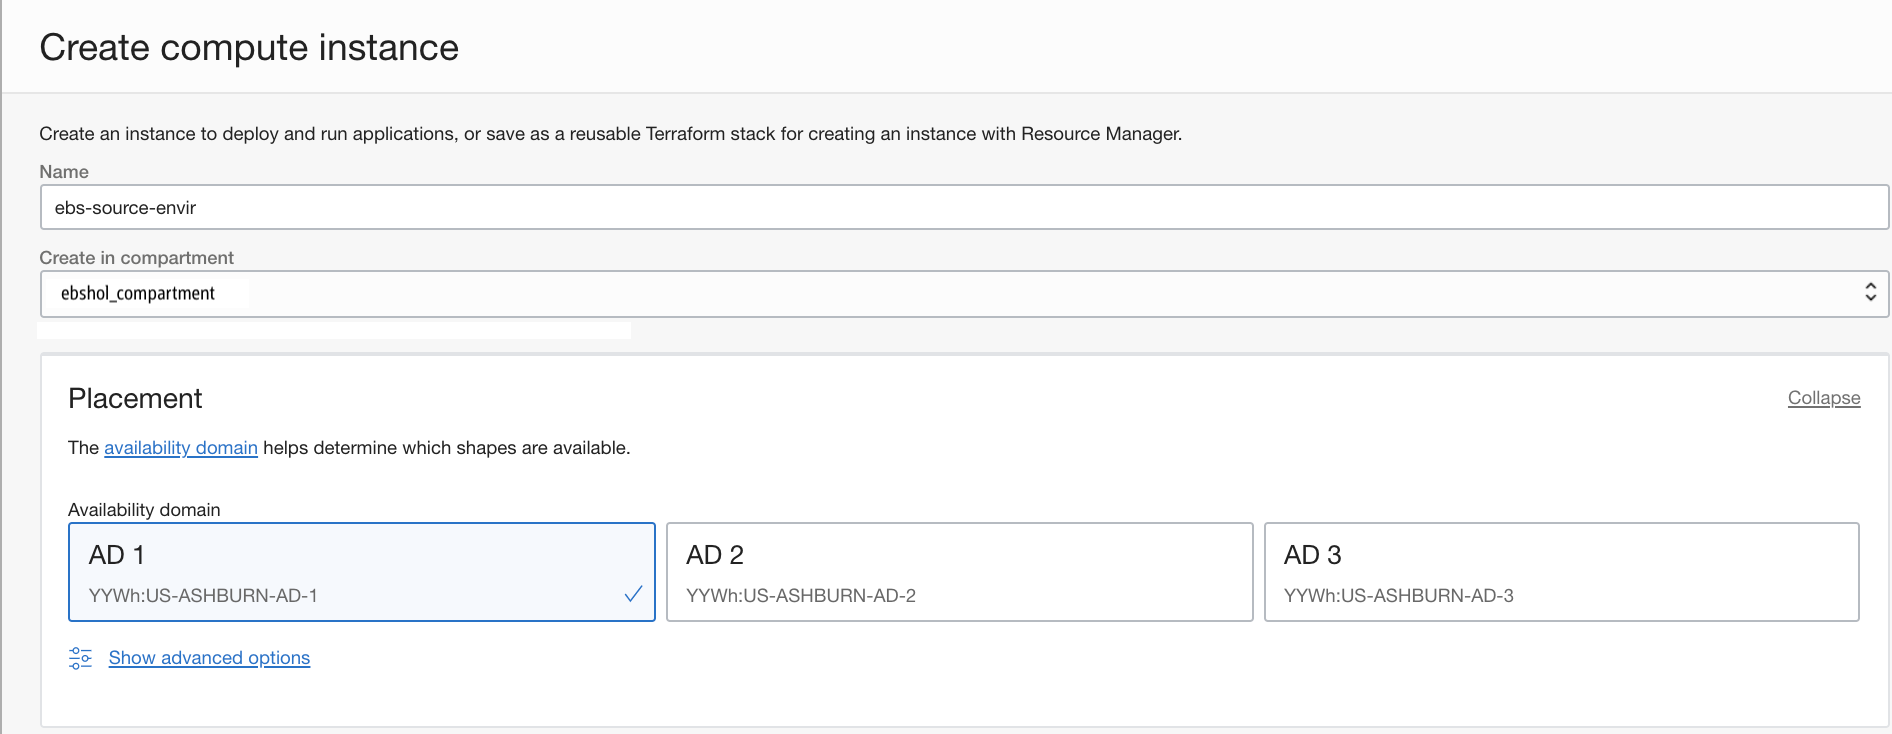 Create compute instance
Create an instance to deploy and run applications, or save as a reusable Terraform stack for creating an instance with Resource Manager.
Name
ebs-source-envir
Create in compartment
ebshol_compartment
Placement
Collapse
The availability domain helps determine which shapes are available.
Availability domain
AD 1
YYWh:US-ASHBURN-AD-1
AD 2
YYWh:US-ASHBURN-AD-2
AD 3
YYWh:US-ASHBURN-AD-3
Show advanced options